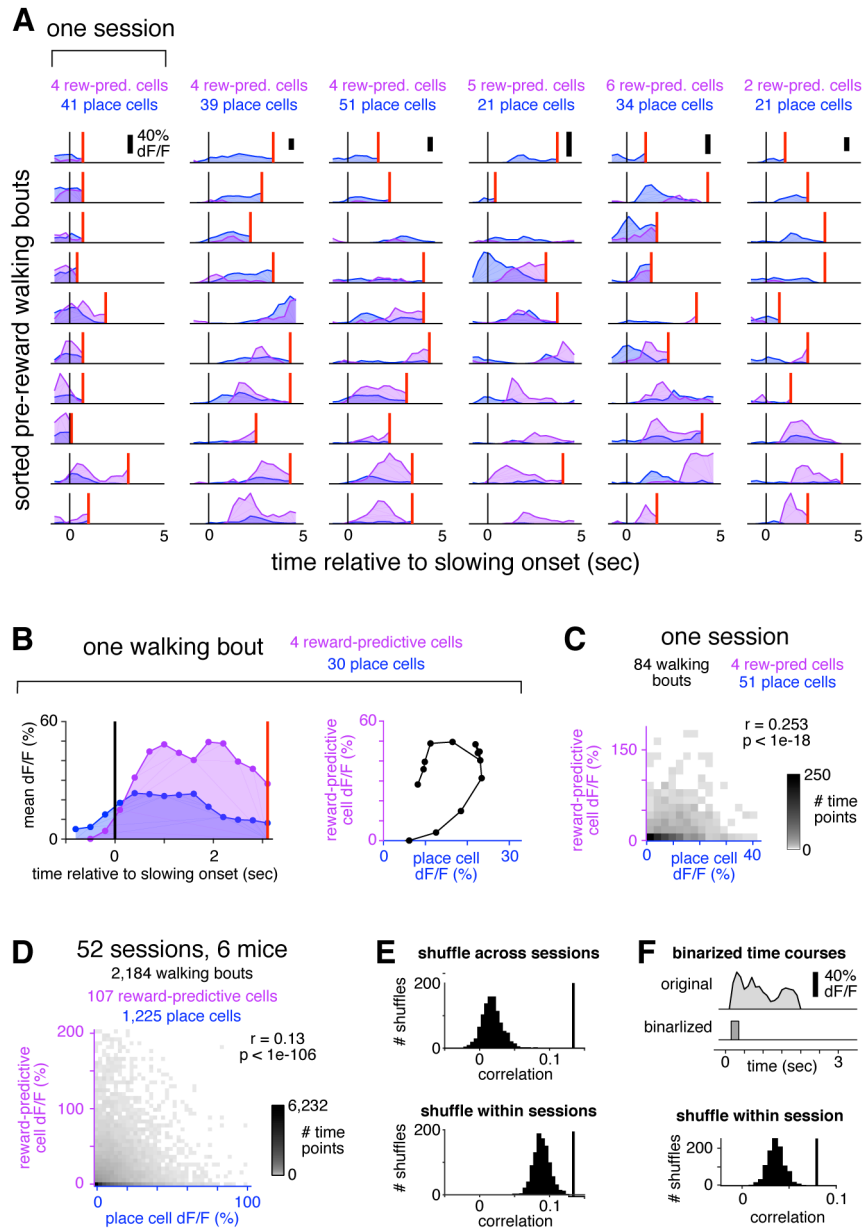 A
one session
4 rew-pred. cells
41 place cells
4 rew-pred. cells
39 place cells
4 rew-pred. cells
51 place cells
5 rew-pred. cells
21 place cells
6 rew-pred. cells
34 place cells
2 rew-pred. cells
21 place cells
40%
dF/F
sorted pre-reward walking bouts
0 5 0 5 0 5 0 5 0 5 0 5
time relative to slowing onset (sec)
B
one walking bout
4 reward-predictive cells
30 place cells
mean dF/F (%)
60
0
0 2
time relative to slowing onset (sec)
reward-predictive
cell dF/F (%)
60
0
0 30
place cell
dF/F (%)
C
one session
84 walking
bouts
4 rew-pred cells
51 place cells
r = 0.253
p < 1e-18
reward-predictive
cell dF/F (%)
150
0
0 40
place cell
dF/F (%)
250
# time
points
0
D
52 sessions, 6 mice
2,184 walking bouts
107 reward-predictive cells
1,225 place cells
r = 0.13
p < 1e-106
reward-predictive
cell dF/F (%)
200
100
0
0 100
place cell dF/F (%)
6,232
# time
points
0
E
shuffle across sessions
# shuffles
200
0
0 0.1
correlation
shuffle within sessions
# shuffles
200
0
0 0.1
correlation
F
binarized time courses
original
40%
dF/F
binarlized
0 3
time (sec)
shuffle within session
# shuffles
200
0
0 0.1
correlation